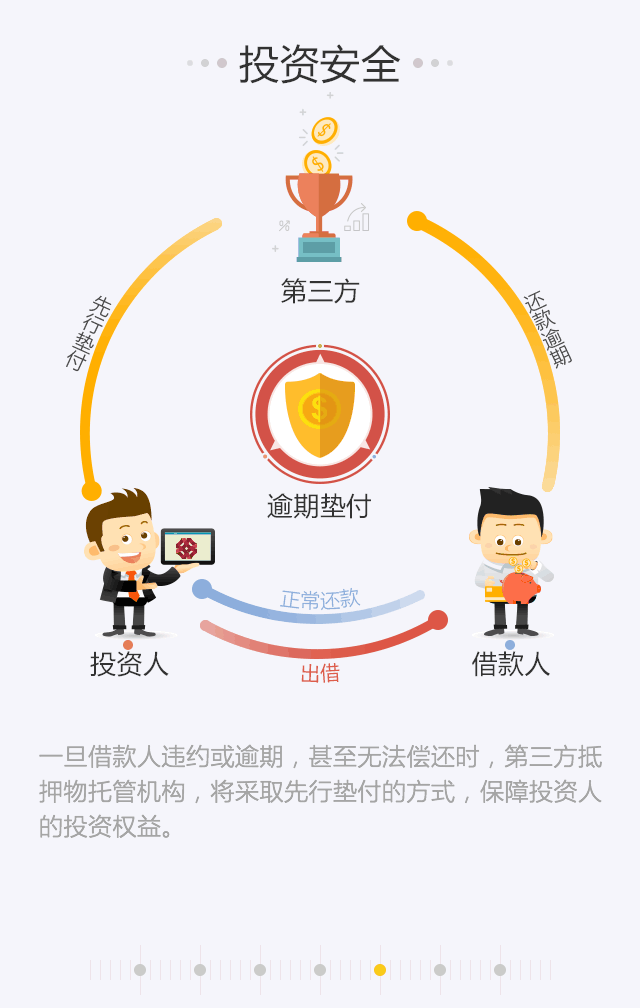 投资安全
%
第三方
先行垫付
还款逾期
$
逾期垫付
正常还款
出借
投资人
借款人
一旦借款人违约或逾期，甚至无法偿还时，第三方抵
押物托管机构，将采取先行垫付的方式，保障投资人
的投资权益。